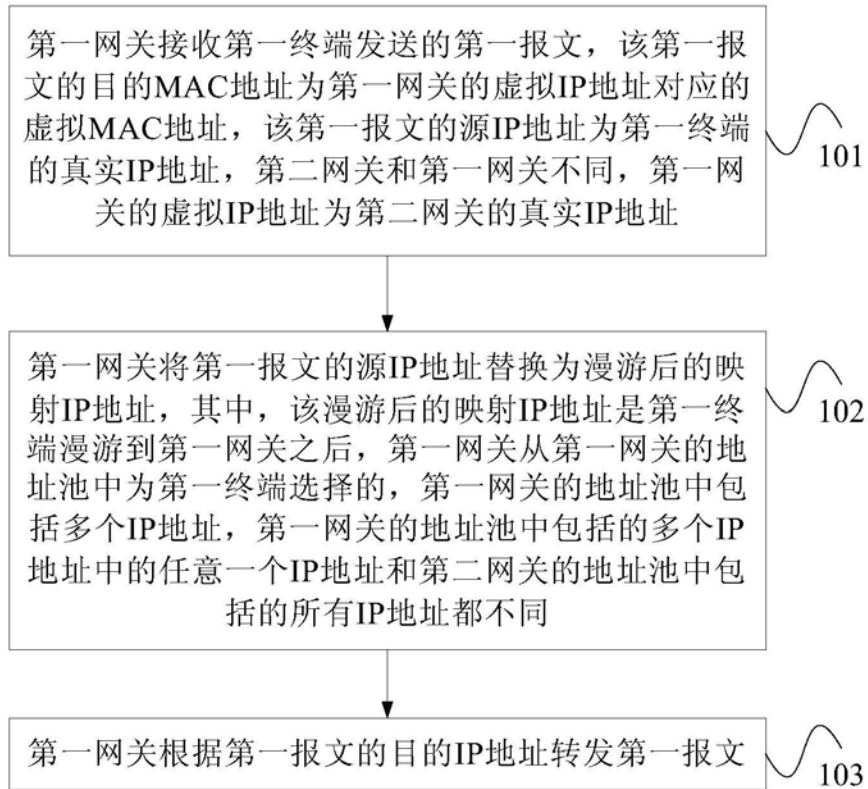 第一网关接收第一终端发送的第一报文，该第一报
文的目的MAC地址为第一网关的虚拟IP地址对应的
虚拟MAC地址，该第一报文的源IP地址为第一终端
的真实IP地址，第二网关和第一网关不同，第一网
关的虚拟IP地址为第二网关的真实IP地址
101
第一网关将第一报文的源IP地址替换为漫游后的映
射IP地址，其中，该漫游后的映射IP地址是第一终
端漫游到第一网关之后，第一网关从第一网关的地
址池中为第一终端选择的，第一网关的地址池中包
括多个IP地址，第一网关的地址池中包括的多个IP
地址中的任意一个IP地址和第二网关的地址池中包
括的所有IP地址都不同
102
第一网关根据第一报文的目的IP地址转发第一报文
103